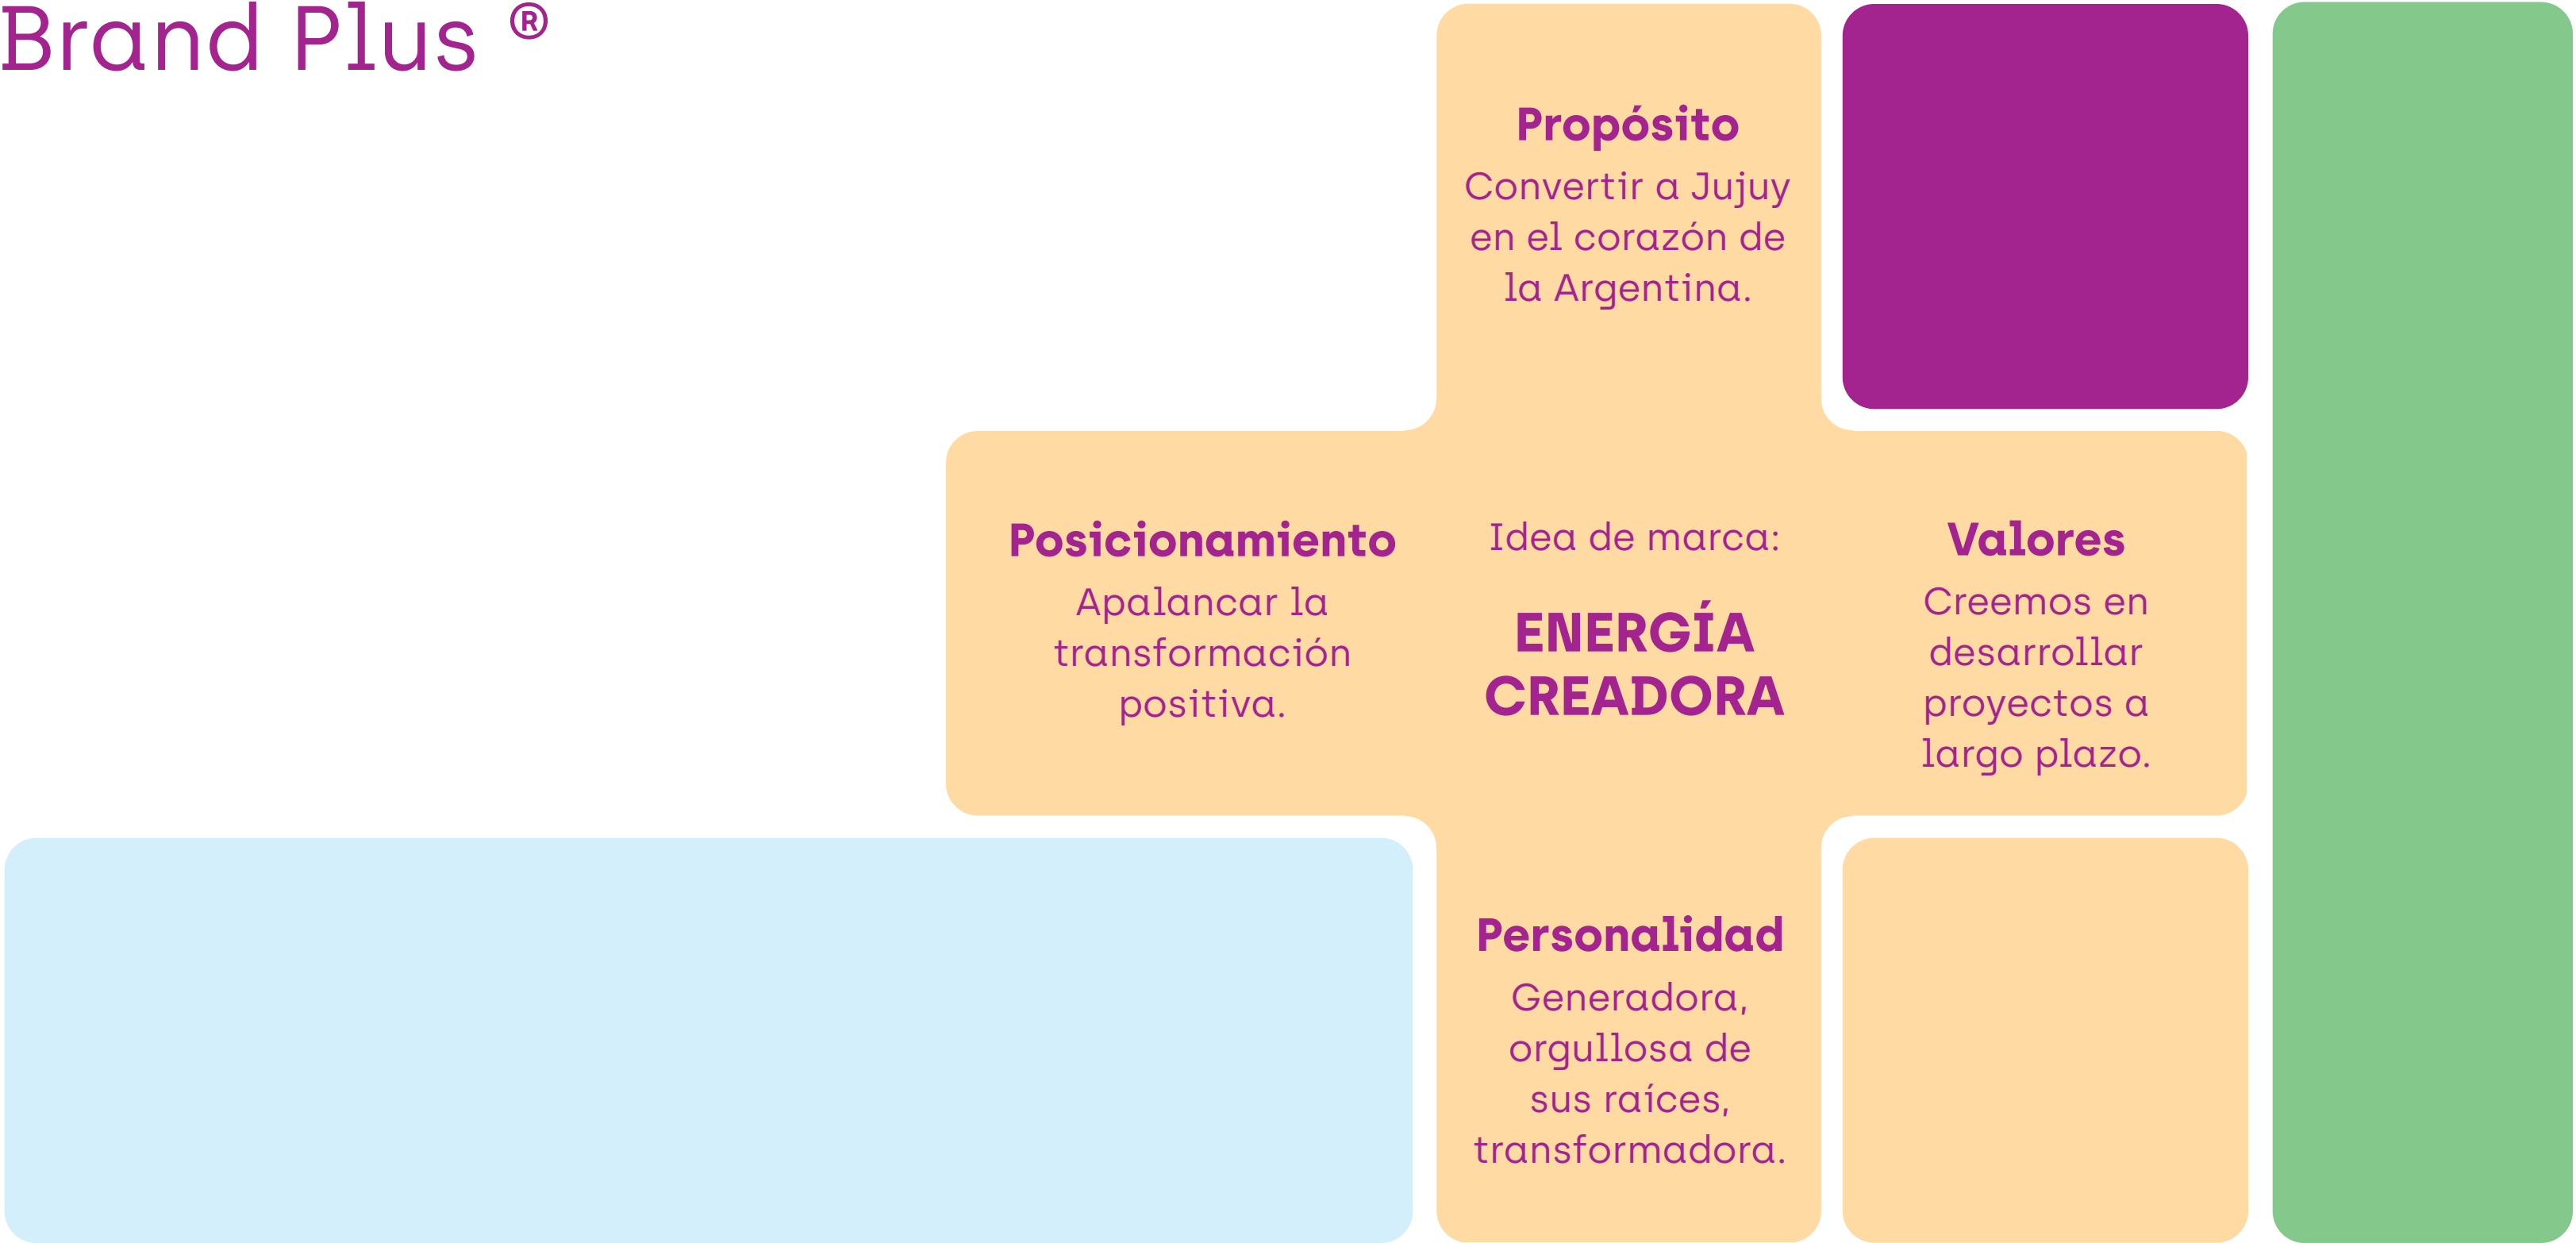 Brand Plus ®
Propósito
Convertir a Jujuy
en el corazón de
la Argentina.
Posicionamiento
Apalancar la
transformación
positiva.
Idea de marca:
ENERGÍA
CREADORA
Valores
Creemos en
desarrollar
proyectos a
largo plazo.
Personalidad
Generadora,
orgullosa de
sus raíces,
transformadora.